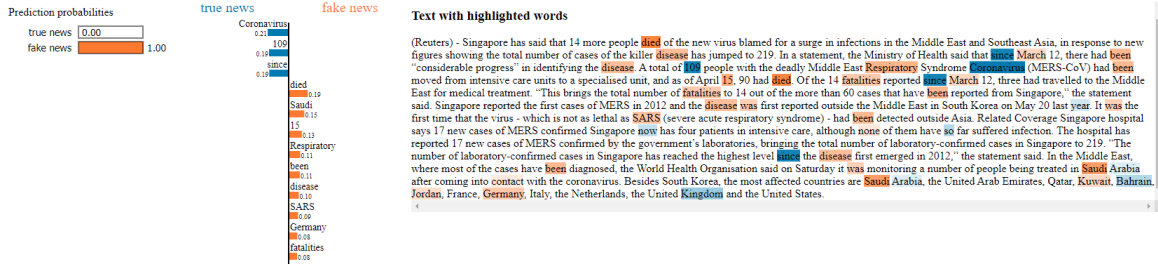 Prediction probabilities
true news 0.00
fake news 1.00
true news fake news
Coronavirus
0.21
109
0.19
since
0.19
died
0.19
Saudi
0.15
15
0.13
Respiratory
0.11
been
0.11
disease
0.10
SARS
0.09
Germany
0.08
fatalities
0.08
Text with highlighted words
(Reuters) - Singapore has said that 14 more people died of the new virus blamed for a surge in infections in the Middle East and Southeast Asia, in response to new
figures showing the total number of cases of the killer disease has jumped to 219. In a statement, the Ministry of Health said that since March 12, there had been
“considerable progress” in identifying the disease. A total of 109 people with the deadly Middle East Respiratory Syndrome Coronavirus (MERS-CoV) had been
moved from intensive care units to a specialised unit, and as of April 15, 90 had died. Of the 14 fatalities reported since March 12, three had travelled to the Middle
East for medical treatment. “This brings the total number of fatalities to 14 out of the more than 60 cases that have been reported from Singapore,” the statement
said. Singapore reported the first cases of MERS in 2012 and the disease was first reported outside the Middle East in South Korea on May 20 last year. It was the
first time that the virus - which is not as lethal as SARS (severe acute respiratory syndrome) - had been detected outside Asia. Related Coverage Singapore hospital
says 17 new cases of MERS confirmed Singapore now has four patients in intensive care, although none of them have so far suffered infection. The hospital has
reported 17 new cases of MERS confirmed by the government’s laboratories, bringing the total number of laboratory-confirmed cases in Singapore to 219. “The
number of laboratory-confirmed cases in Singapore has reached the highest level since the disease first emerged in 2012,“ the statement said. In the Middle East,
where most of the cases have been diagnosed, the World Health Organisation said on Saturday it was monitoring a number of people being treated in Saudi Arabia
after coming into contact with the coronavirus. Besides South Korea, the most affected countries are Saudi Arabia, the United Arab Emirates, Qatar, Kuwait, Bahrain,
Jordan, France, Germany, Italy, the Netherlands, the United Kingdom and the United States.